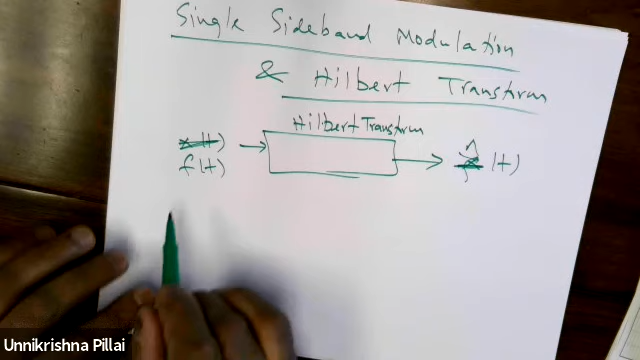 Single Sideband Modulation
& Hilbert Transform
Hilbert Transform
f(t)
(t)
Unnikrishna Pillai